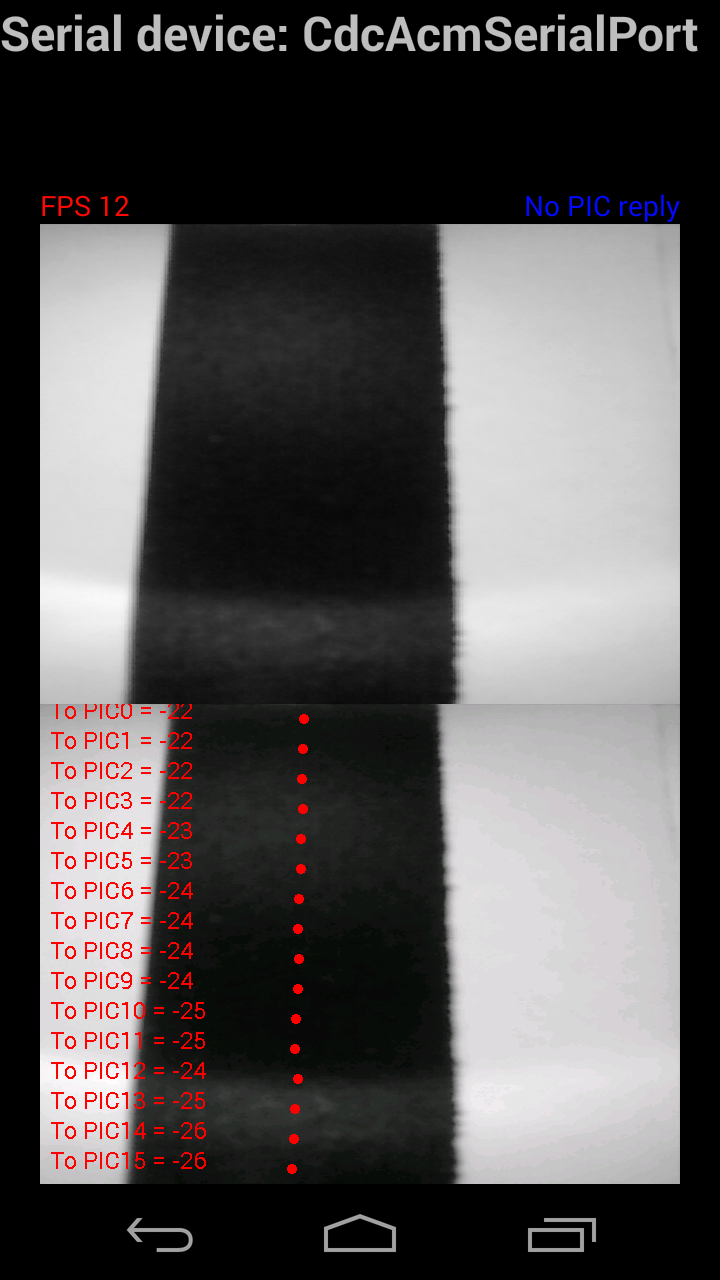 Serial device: CdcAcmSerialPort
FPS 12 No PIC reply
To PIC0 = -22
To PIC1 = -22
To PIC2 = -22
To PIC3 = -22
To PIC4 = -23
To PIC5 = -23
To PIC6 = -24
To PIC7 = -24
To PIC8 = -24
To PIC9 = -24
To PIC10 = -25
To PIC11 = -25
To PIC12 = -24
To PIC13 = -25
To PIC14 = -26
To PIC15 = -26